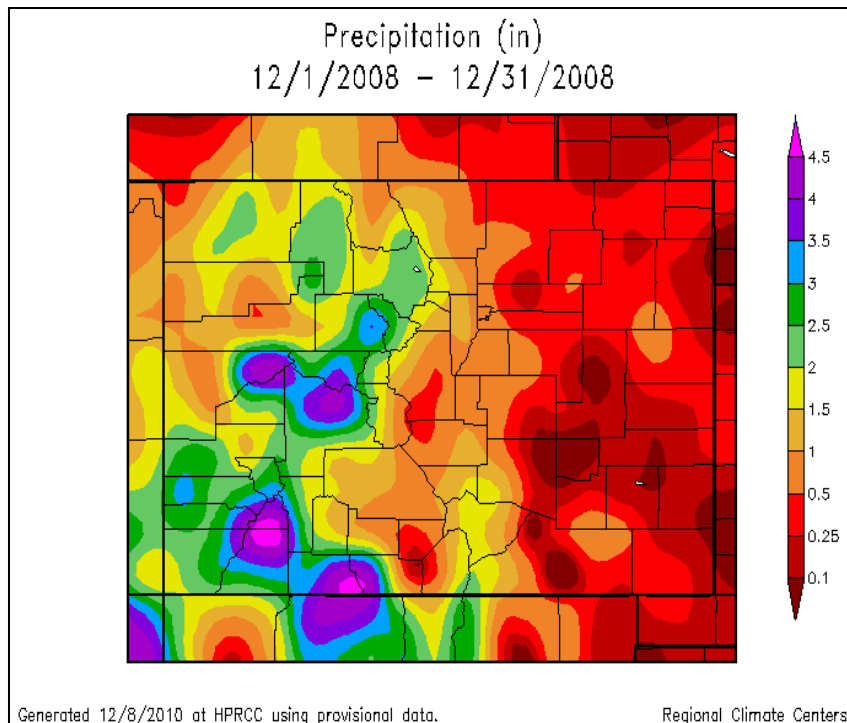 Precipitation (in)
12/1/2008 – 12/31/2008
4.5
4
3.5
3
2.5
2
1.5
1
0.5
0.25
0.1
Generated 12/8/2010 at HPRCC using provisional data.
Regional Climate Centers